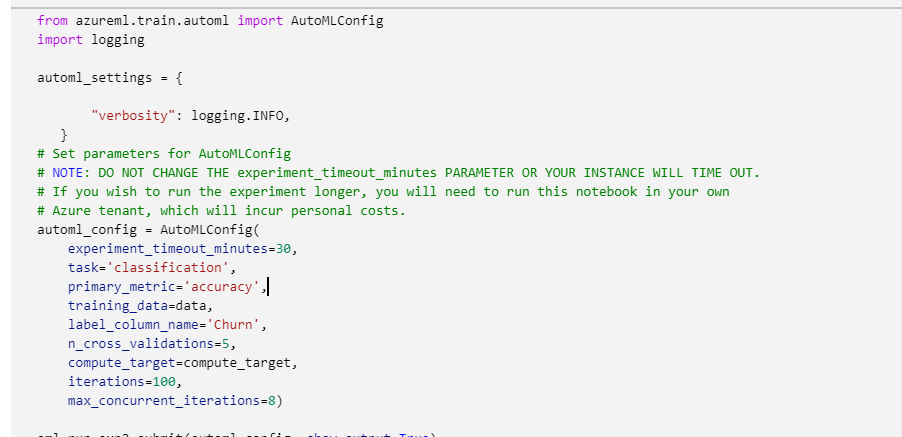 from azureml.train.automl import AutoMLConfig
import logging
automl_settings = {
"verbosity": logging.INFO,
}
# Set parameters for AutoMLConfig
# NOTE: DO NOT CHANGE THE experiment_timeout_minutes PARAMETER OR YOUR INSTANCE WILL TIME OUT.
# If you wish to run the experiment longer, you will need to run this notebook in your own
# Azure tenant, which will incur personal costs.
automl_config = AutoMLConfig(
experiment_timeout_minutes=30,
task='classification',
primary_metric='accuracy',
training_data=data,
label_column_name='Churn',
n_cross_validations=5,
compute_target=compute_target,
iterations=100,
max_concurrent_iterations=8)